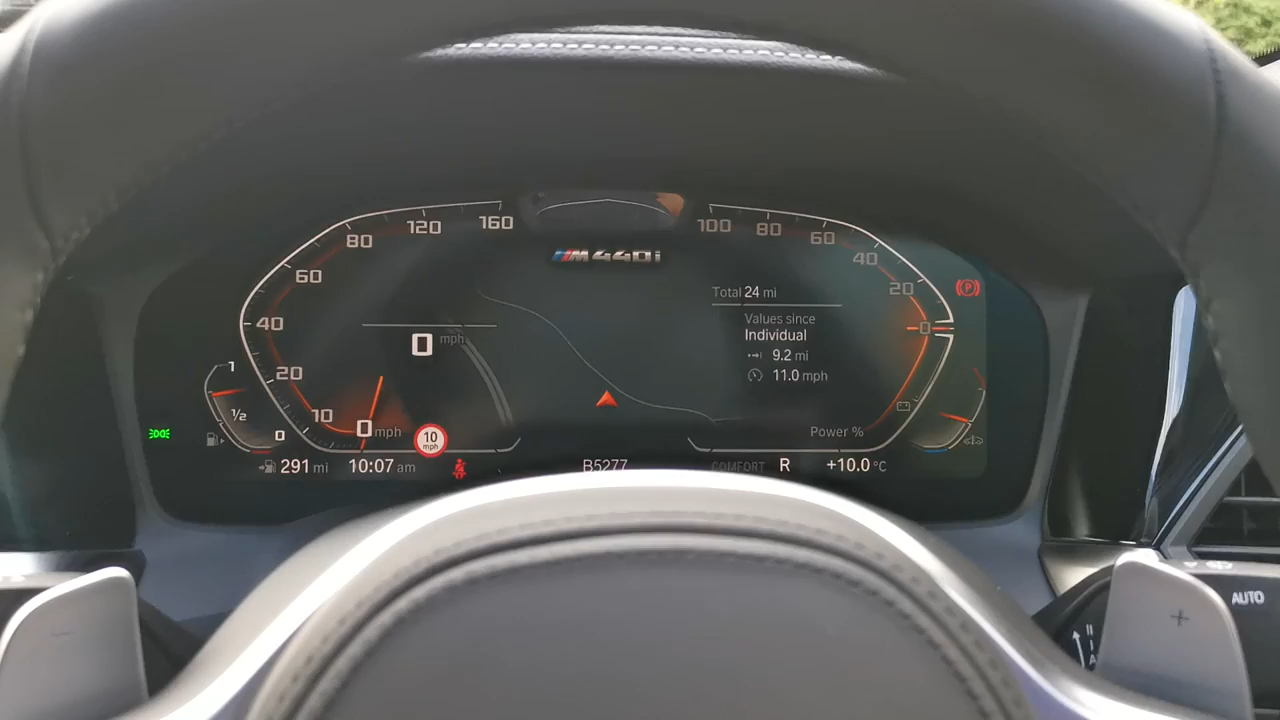 160
120
80
60
40
20
10
0 mph
0 mph
10
mph
1
1/2
0
291 mi
10:07 am
M440i
B5277
Total 24 mi
Values since
Individual
9.2 mi
11.0 mph
100
80
60
40
20
0
P
Power %
COMFORT
R
+10.0 °C
AUTO